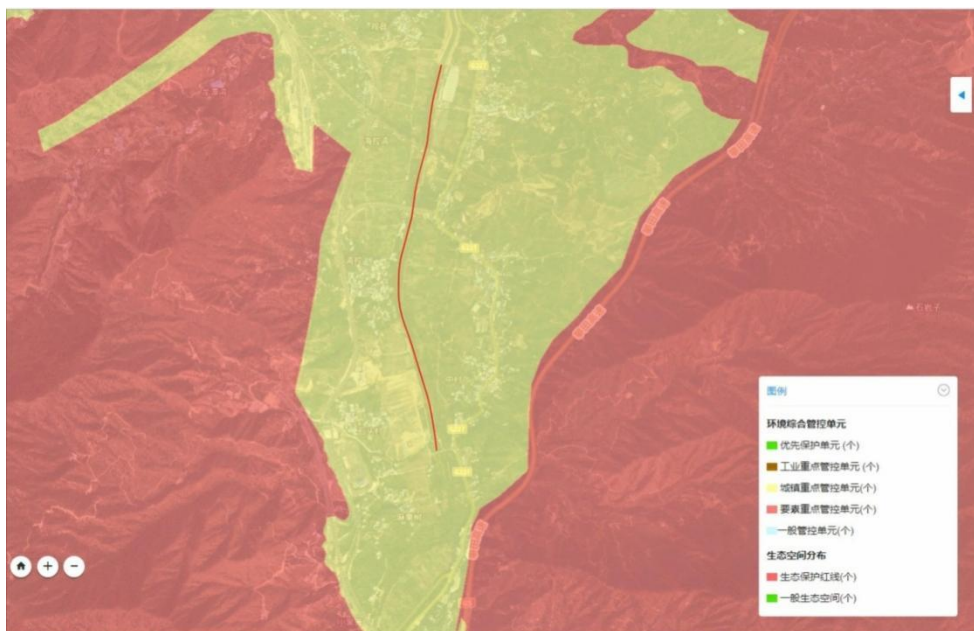 图例
环境综合管控单元
优先保护单元 (个)
工业重点管控单元 (个)
城镇重点管控单元(个)
要素重点管控单元(个)
一般管控单元(个)
生态空间分布
生态保护红线(个)
一般生态空间(个)